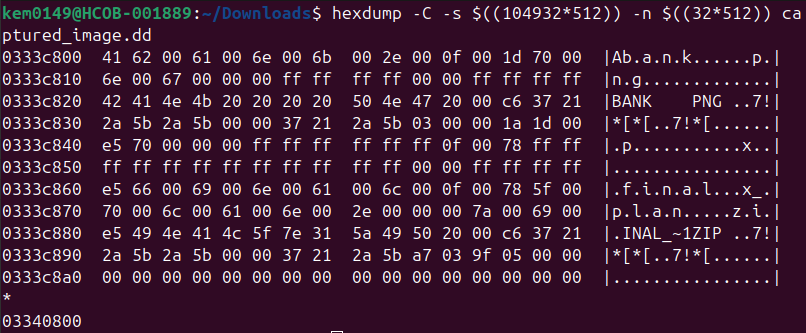 kem0149@HCOB-001889:~/Downloads$ hexdump -C -s $((104932*512)) -n $((32*512)) ca
ptured_image.dd
0333c800  41 62 00 61 00 6e 00 6b  00 2e 00 0f 00 1d 70 00  |Ab.a.n.k......p.|
0333c810  6e 00 67 00 00 00 ff ff  ff ff 00 00 ff ff ff ff  |n.g.............|
0333c820  42 41 4e 4b 20 20 20 20  50 4e 47 20 00 c6 37 21  |BANK    PNG ..7!|
0333c830  2a 5b 2a 5b 00 00 37 21  2a 5b 03 00 00 1a 1d 00  |*[*[..7!*[......|
0333c840  e5 70 00 00 00 ff ff ff  ff ff ff 0f 00 78 ff ff  |.p...........x..|
0333c850  ff ff ff ff ff ff ff ff  ff ff 00 00 ff ff ff ff  |................|
0333c860  e5 66 00 69 00 6e 00 61  00 6c 00 0f 00 78 5f 00  |.f.i.n.a.l...x_.|
0333c870  70 00 6c 00 61 00 6e 00  2e 00 00 00 7a 00 69 00  |p.l.a.n.....z.i.|
0333c880  e5 49 4e 41 4c 5f 7e 31  5a 49 50 20 00 c6 37 21  |.INAL_~1ZIP ..7!|
0333c890  2a 5b 2a 5b 00 00 37 21  2a 5b a7 03 9f 05 00 00  |*[*[..7!*[......|
0333c8a0  00 00 00 00 00 00 00 00  00 00 00 00 00 00 00 00  |................|
*
03340800